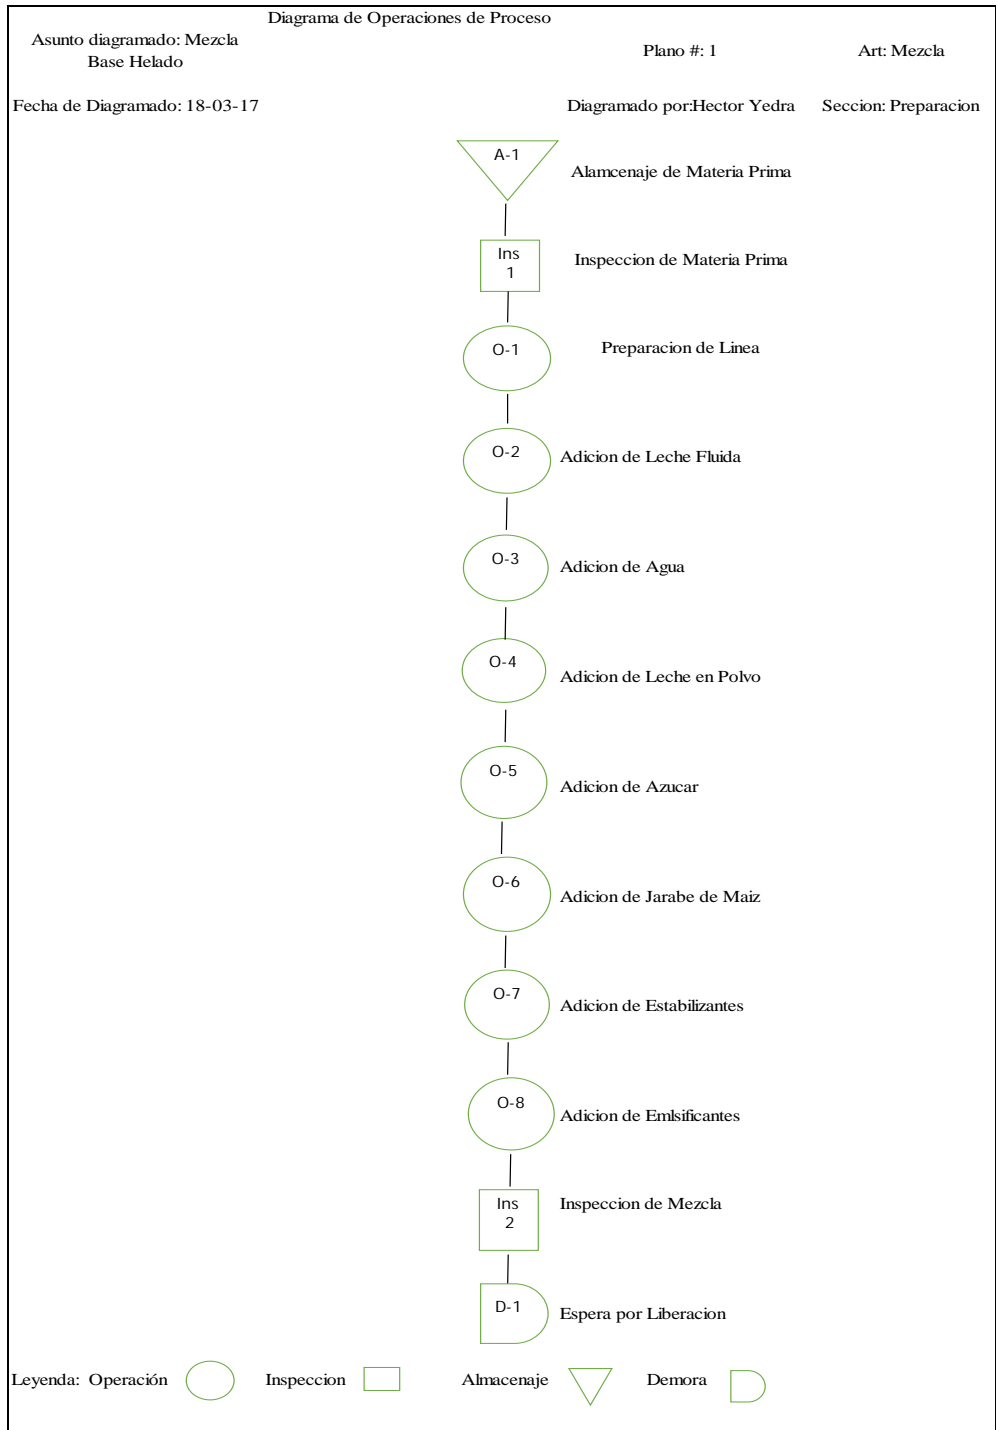 Diagrama de Operaciones de Proceso
Asunto diagramado: Mezcla
Base Helado
Plano #: 1
Art: Mezcla
Fecha de Diagramado: 18-03-17
Diagramado por:Hector Yedra
Seccion: Preparacion
A-1
Alamcenaje de Materia Prima
Ins
1
Inspeccion de Materia Prima
O-1
Preparacion de Linea
O-2
Adicion de Leche Fluida
O-3
Adicion de Agua
O-4
Adicion de Leche en Polvo
O-5
Adicion de Azucar
O-6
Adicion de Jarabe de Maiz
O-7
Adicion de Estabilizantes
O-8
Adicion de Emlsificantes
Ins
2
Inspeccion de Mezcla
D-1
Espera por Liberacion
Leyenda: Operación
Inspeccion
Almacenaje
Demora